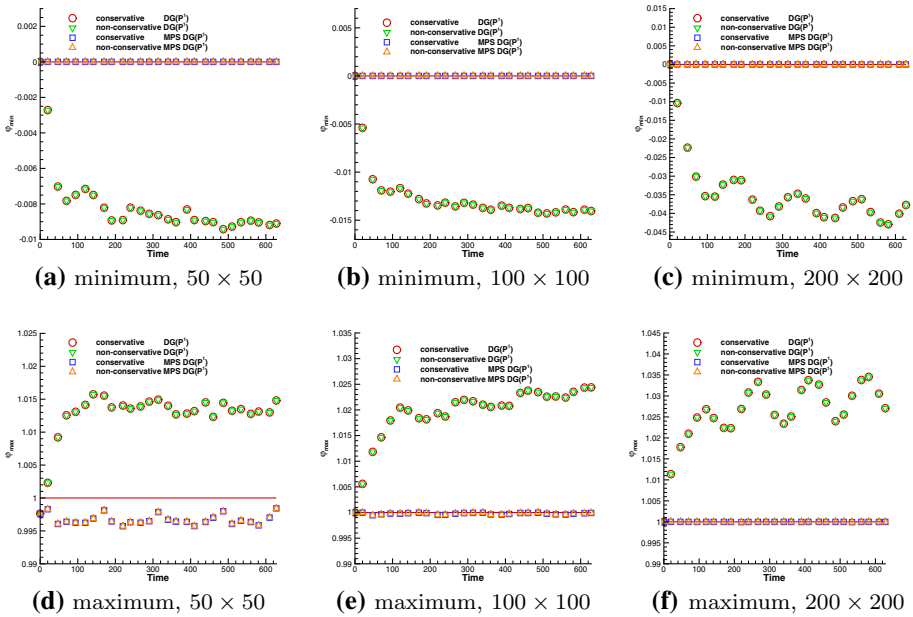 0.003
0.002
0
-0.002
-0.004
-0.006
-0.008
-0.01
φmin
conservative DG(P¹)
non-conservative DG(P¹)
conservative MPS DG(P¹)
non-conservative MPS DG(P¹)
0 100 200 300 400 500 600
Time
(a) minimum, 50 × 50
0.005
0
-0.005
-0.01
-0.015
φmin
conservative DG(P¹)
non-conservative DG(P¹)
conservative MPS DG(P¹)
non-conservative MPS DG(P¹)
0 100 200 300 400 500 600
Time
(b) minimum, 100 × 100
0.015
0.01
0.005
0
-0.005
-0.01
-0.015
-0.03
-0.035
-0.04
-0.045
φmin
conservative DG(P¹)
non-conservative DG(P¹)
conservative MPS DG(P¹)
non-conservative MPS DG(P¹)
0 100 200 300 400 500 600
Time
(c) minimum, 200 × 200
1.025
1.02
1.015
1.01
1.005
1
0.995
0.99
φmax
conservative DG(P¹)
non-conservative DG(P¹)
conservative MPS DG(P¹)
non-conservative MPS DG(P¹)
0 100 200 300 400 500 600
Time
(d) maximum, 50 × 50
1.035
1.03
1.025
1.02
1.015
1.01
1.005
1
0.995
0.99
φmax
conservative DG(P¹)
non-conservative DG(P¹)
conservative MPS DG(P¹)
non-conservative MPS DG(P¹)
0 100 200 300 400 500 600
Time
(e) maximum, 100 × 100
1.045
1.04
1.035
1.03
1.025
1.02
1.015
1.01
1.005
1
0.995
0.99
φmax
conservative DG(P¹)
non-conservative DG(P¹)
conservative MPS DG(P¹)
non-conservative MPS DG(P¹)
0 100 200 300 400 500 600
Time
(f) maximum, 200 × 200